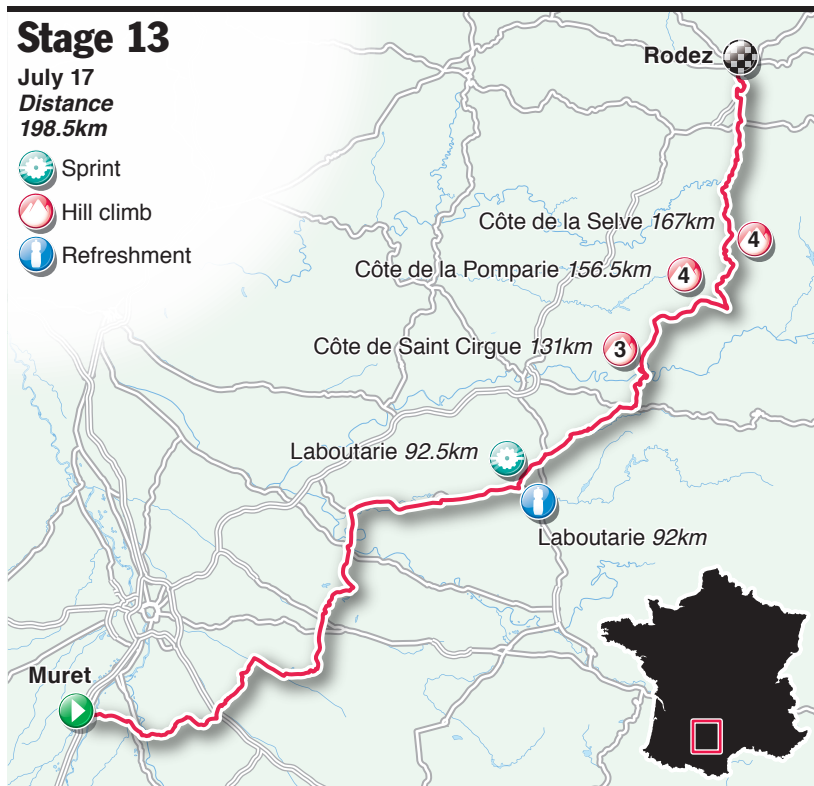 Stage 13
July 17
Distance
198.5km
Sprint
Hill climb
Refreshment
Rodez
Côte de la Selve 167km
4
Côte de la Pomparie 156.5km
4
Côte de Saint Cirgue 131km
3
Laboutarie 92.5km
Laboutarie 92km
Muret